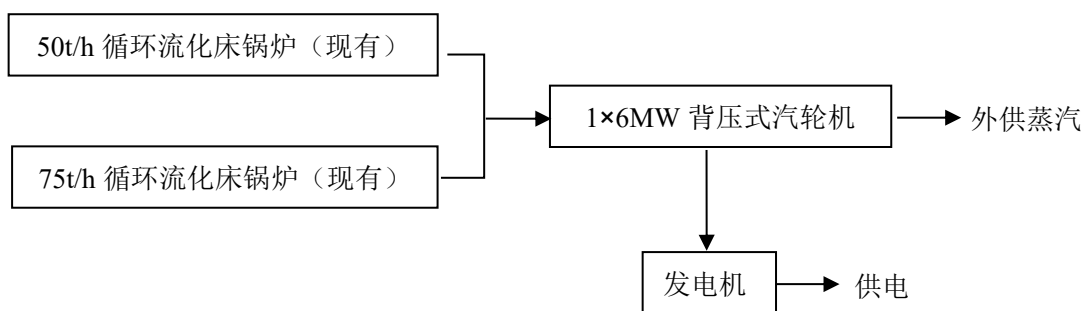 50t/h 循环流化床锅炉（现有）
1×6MW 背压式汽轮机
外供蒸汽
75t/h 循环流化床锅炉（现有）
发电机
供电